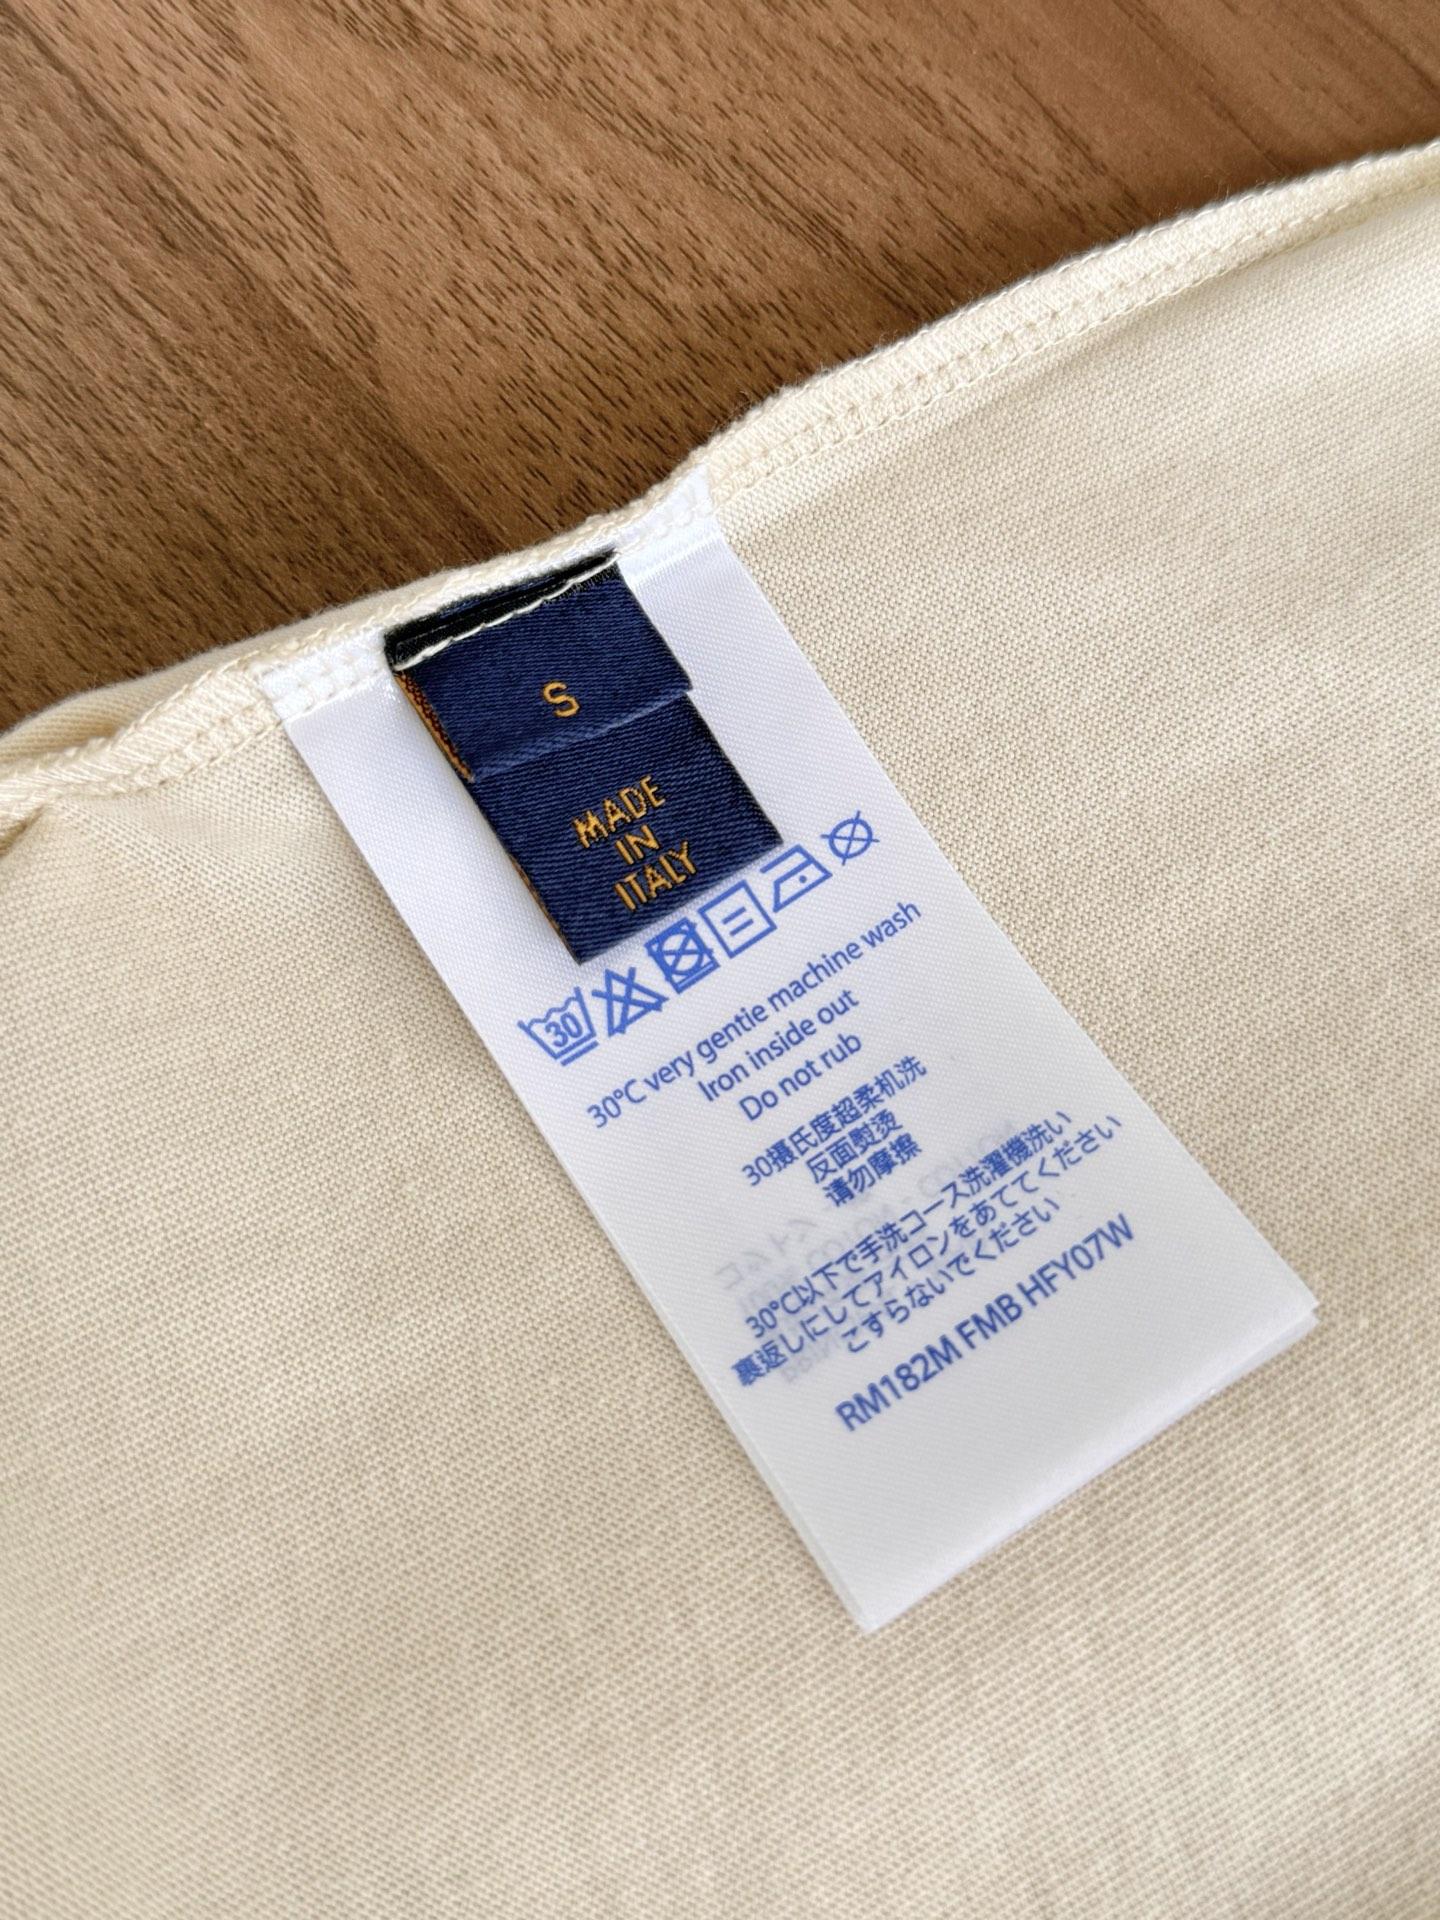 S
MADE
IN
ITALY
30
30°C very gentie machine wash
Iron inside out
Do not rub
30摄氏度超柔机洗
反面熨烫
请勿摩擦
30°C以下で手洗コース洗濯機洗い
裏返しにしてアイロンをあててください
こすらないでください
RM182M FMB HFY07W